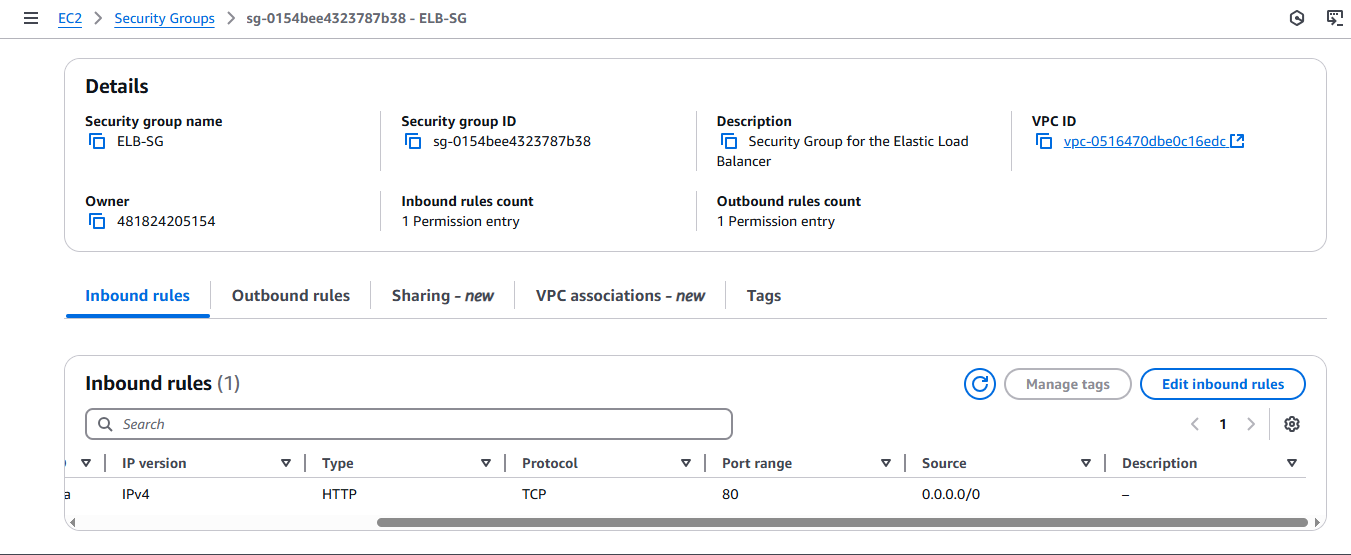 EC2 > Security Groups > sg-0154bee4323787b38 - ELB-SG
Details
Security group name
ELB-SG
Security group ID
sg-0154bee4323787b38
Description
Security Group for the Elastic Load
Balancer
VPC ID
vpc-0516470dbe0c16edc
Owner
481824205154
Inbound rules count
1 Permission entry
Outbound rules count
1 Permission entry
Inbound rules
Outbound rules
Sharing - new
VPC associations - new
Tags
Inbound rules (1)
Manage tags
Edit inbound rules
Search
1
IP version Type Protocol Port range Source Description
a IPv4 HTTP TCP 80 0.0.0.0/0 –